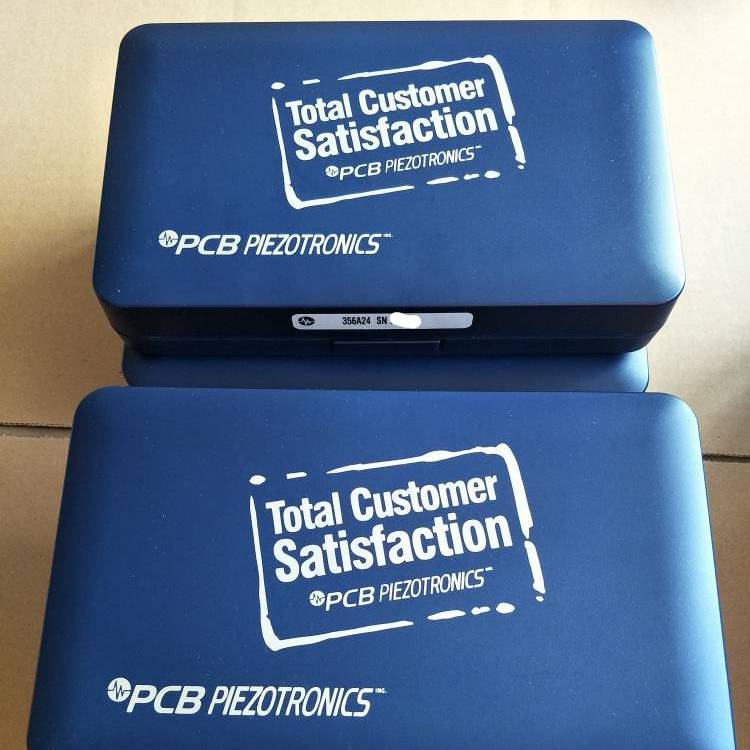 Total Customer
Satisfaction
PCB PIEZOTRONICS™
PCB PIEZOTRONICS INC.
356A24 SN
Total Customer
Satisfaction
PCB PIEZOTRONICS™
PCB PIEZOTRONICS INC.